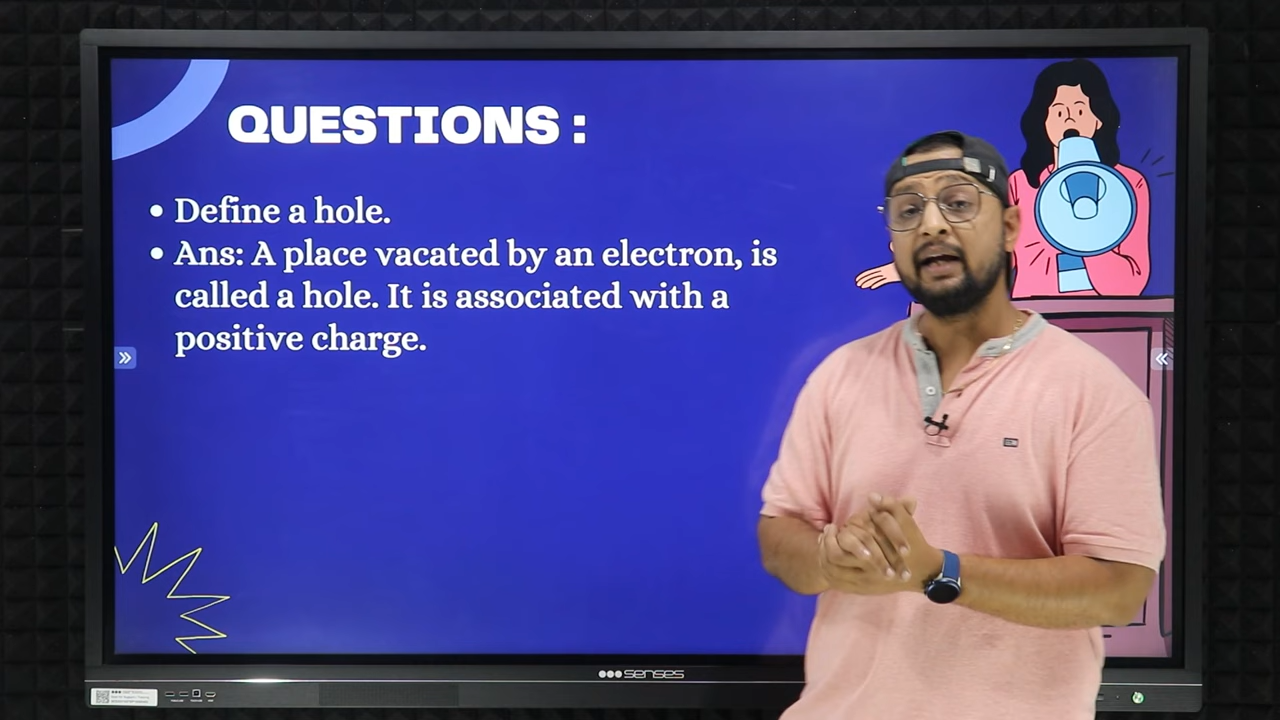 QUESTIONS :
• Define a hole.
• Ans: A place vacated by an electron, is
called a hole. It is associated with a
positive charge.
senses